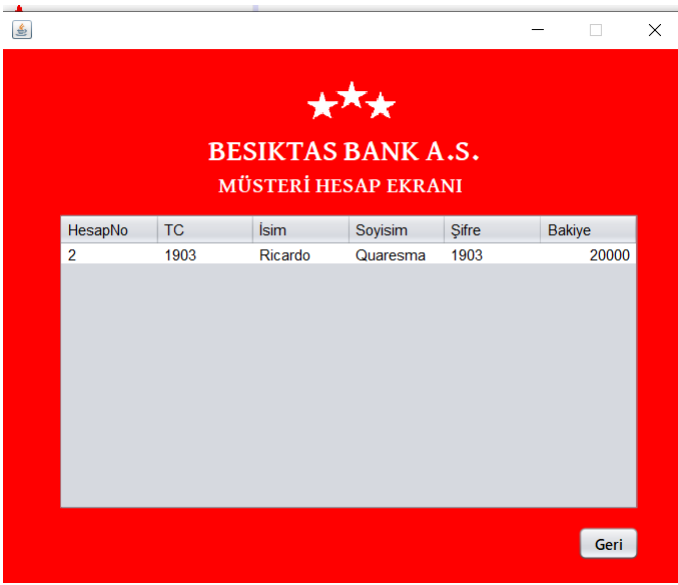 BESIKTAS BANK A.S.
MÜSTERİ HESAP EKRANI
HesapNo TC İsim Soyisim Şifre Bakiye
2 1903 Ricardo Quaresma 1903 20000
Geri